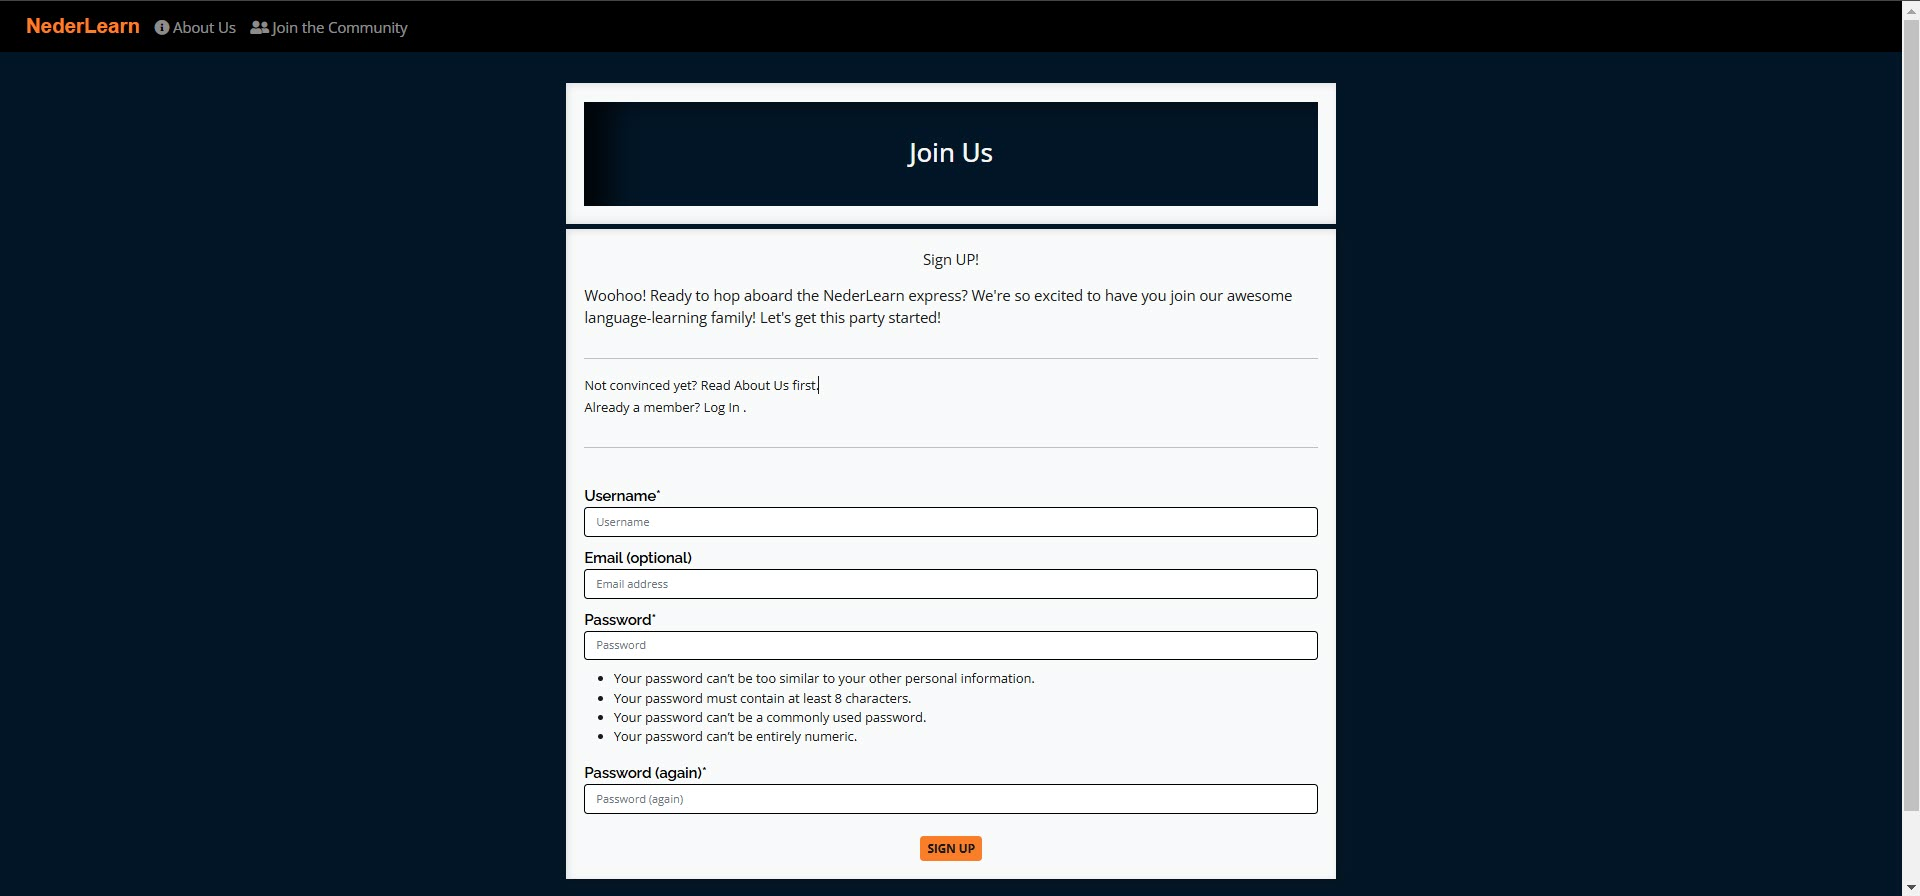 NederLearn About Us Join the Community
Join Us
Sign UP!
Woohoo! Ready to hop aboard the NederLearn express? We're so excited to have you join our awesome
language-learning family! Let's get this party started!
Not convinced yet? Read About Us first.
Already a member? Log In .
Username*
Username
Email (optional)
Email address
Password*
Password
• Your password can't be too similar to your other personal information.
• Your password must contain at least 8 characters.
• Your password can't be a commonly used password.
• Your password can't be entirely numeric.
Password (again)*
Password (again)
SIGN UP